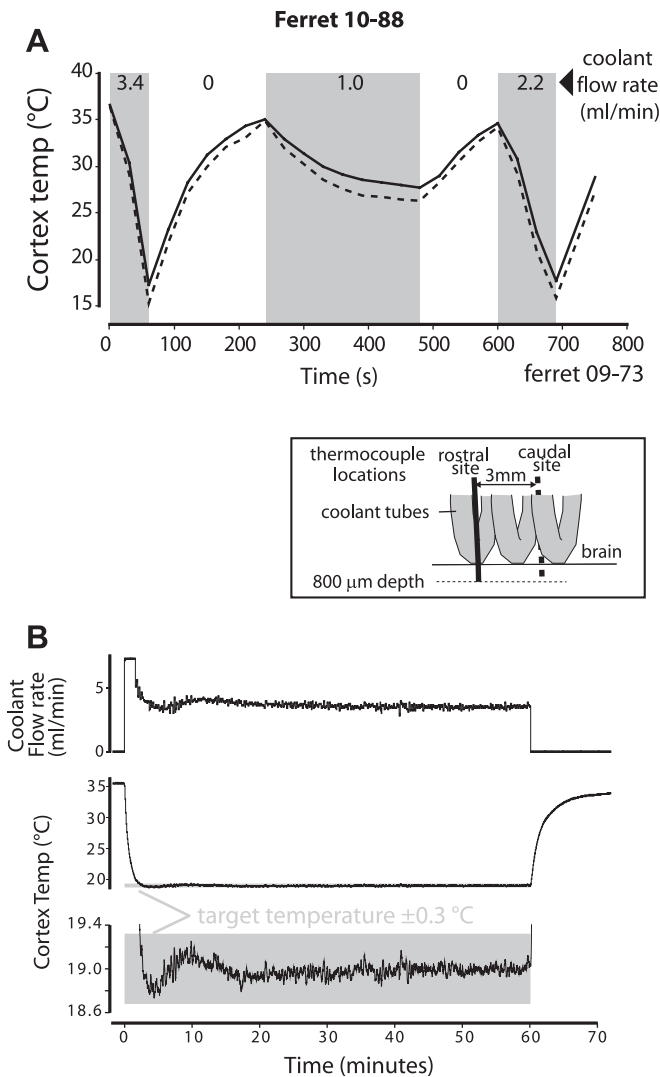 Ferret 10-88
A
coolant
flow rate
(ml/min)
3.4 0 1.0 0 2.2
Cortex temp (°C)
40
35
30
25
20
15
0 100 200 300 400 500 600 700 800
Time (s)
ferret 09-73
thermocouple
locations
rostral
site
caudal
site
3mm
coolant tubes
brain
800 µm depth
B
Coolant
Flow rate
(ml/min)
5
0
Cortex Temp (°C)
35
30
25
20
target temperature ±0.3 °C
19.4
19.0
18.6
0 10 20 30 40 50 60 70
Time (minutes)